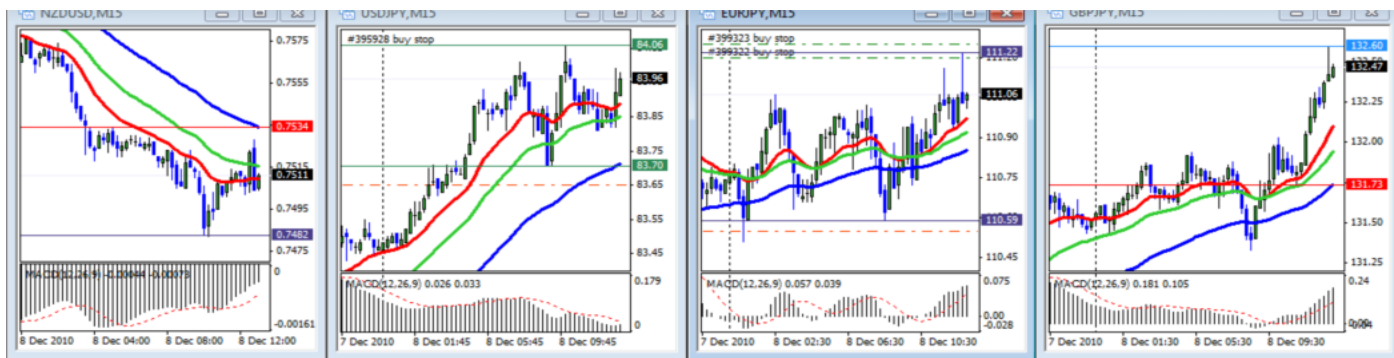 NZDUSD,M15
0.7575
0.7555
0.7534
0.7515
0.7511
0.7495
0.7482
0.7475
MACD(12,26,9) -0.00044 -0.00073
0
-0.00161
8 Dec 2010 8 Dec 04:00 8 Dec 08:00 8 Dec 12:00
USDJPY,M15
#395928 buy stop
84.06
83.96
83.85
83.70
83.65
83.55
83.45
MACD(12,26,9) 0.026 0.033
0.179
0
7 Dec 2010 8 Dec 01:45 8 Dec 05:45 8 Dec 09:45
EURJPY,M15
#399323 buy stop
#399322 buy stop
111.22
111.06
110.90
110.75
110.59
110.45
MACD(12,26,9) 0.057 0.039
0.075
0.00
-0.028
7 Dec 2010 8 Dec 02:30 8 Dec 06:30 8 Dec 10:30
GBPJPY,M15
132.60
132.47
132.25
132.00
131.73
131.50
131.25
MACD(12,26,9) 0.181 0.105
0.24
7 Dec 2010 8 Dec 01:30 8 Dec 05:30 8 Dec 09:30